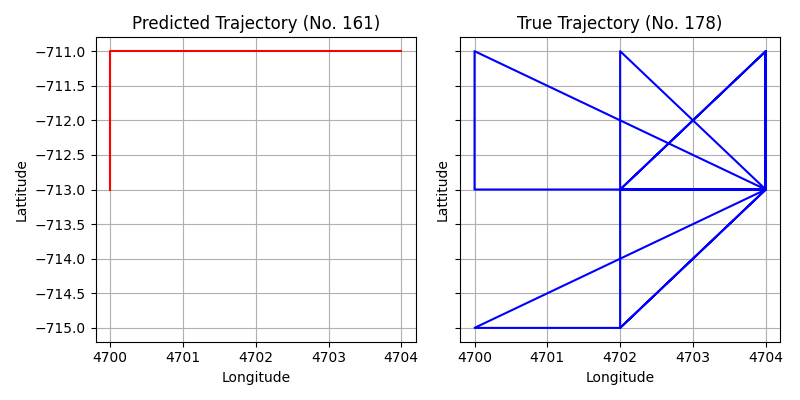 Predicted Trajectory (No. 161)
−711.0
−711.5
−712.0
−712.5
−713.0
−713.5
−714.0
−714.5
−715.0
Lattitude
4700 4701 4702 4703 4704
Longitude
True Trajectory (No. 178)
Lattitude
4700 4701 4702 4703 4704
Longitude